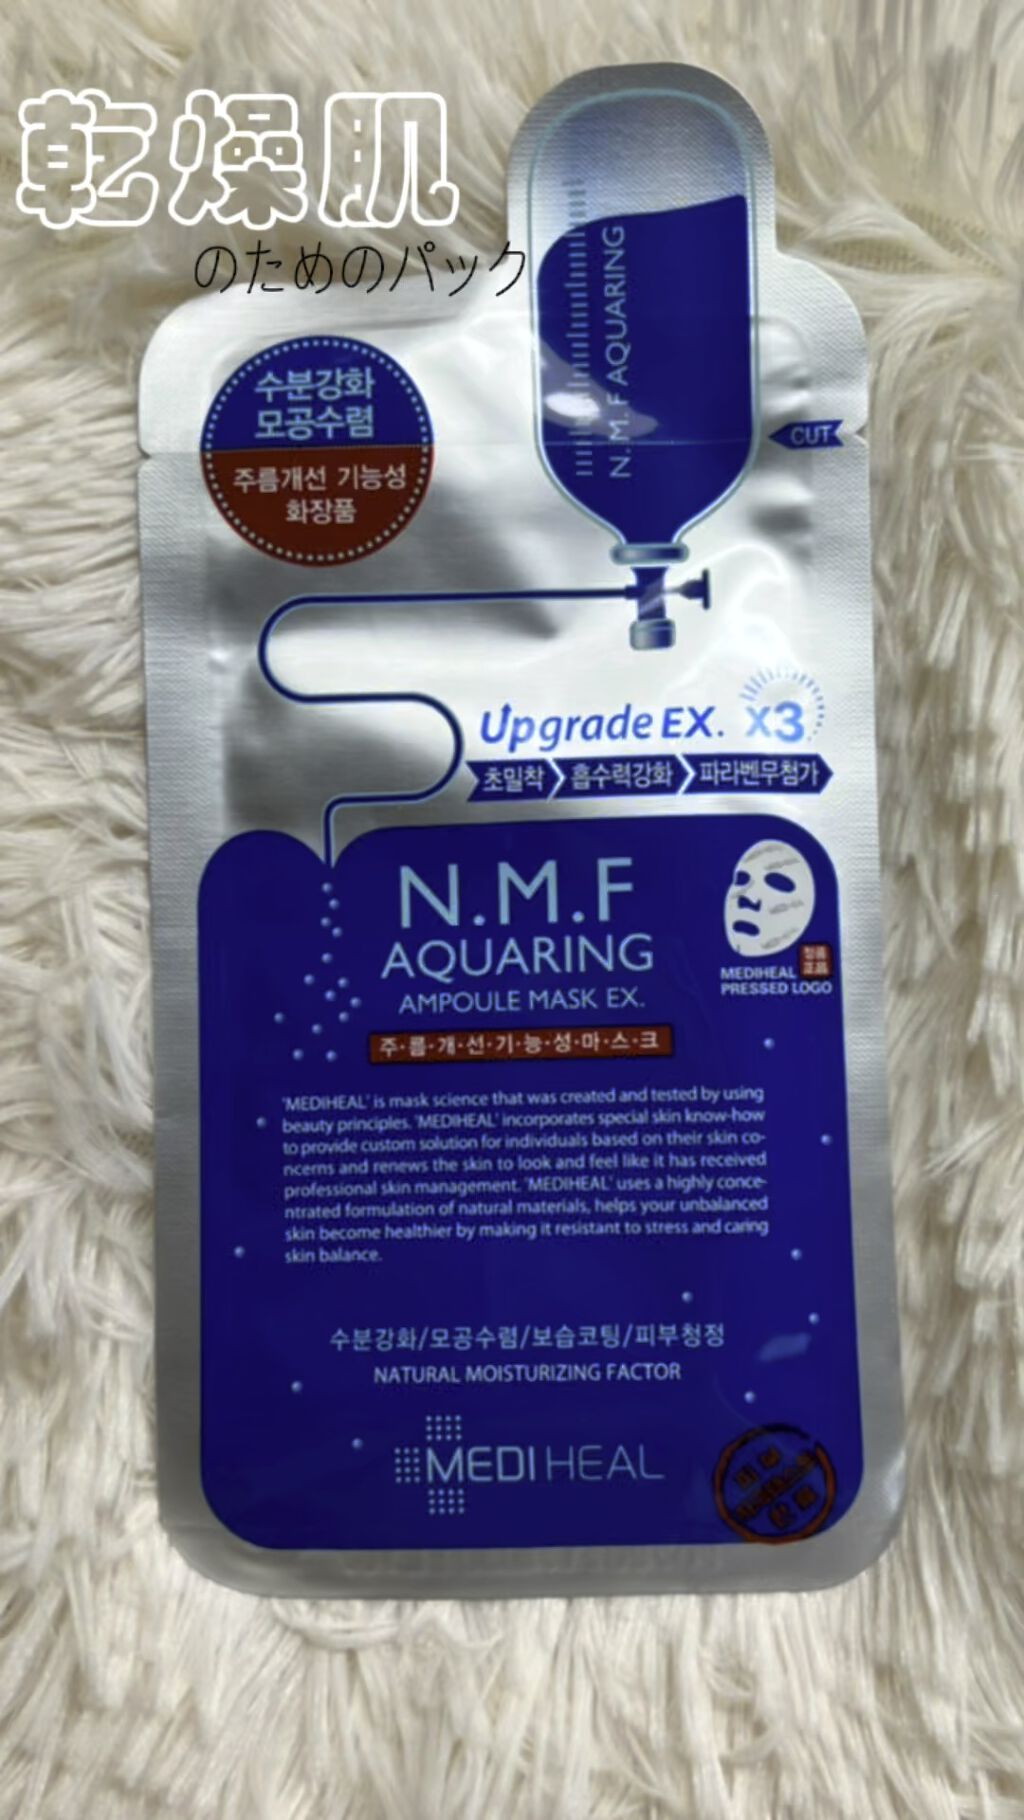 乾燥肌
のためのパック
N.M.F AQUARING
수분강화
모공수렴
주름개선 기능성
화장품
CUT
Upgrade EX. x3
초밀착 흡수력강화 파라벤무첨가
N.M.F
AQUARING
AMPOULE MASK EX.
주·름·개·선·기·능·성·마·스·크
MEDIHEAL
PRESSED LOGO
'MEDIHEAL' is mask science that was created and tested by using
beauty principles. 'MEDIHEAL' incorporates special skin know-how
to provide custom solution for individuals based on their skin co-
ncerns and renews the skin to look and feel like it has received
professional skin management. 'MEDIHEAL' uses a highly conce-
ntrated formulation of natural materials, helps your unbalanced
skin become healthier by making it resistant to stress and caring
skin balance.
수분강화/모공수렴/보습코팅/피부청정
NATURAL MOISTURIZING FACTOR
MEDIHEAL